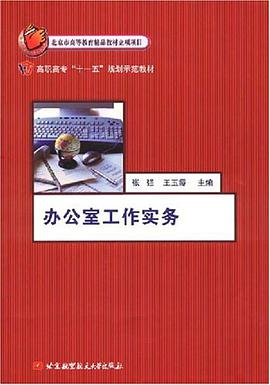 北京市高等教育精品教材立项项目
高职高专“十一五”规划示范教材
张强 王玉霞 主编
办公室工作实务
北京航空航天大学出版社